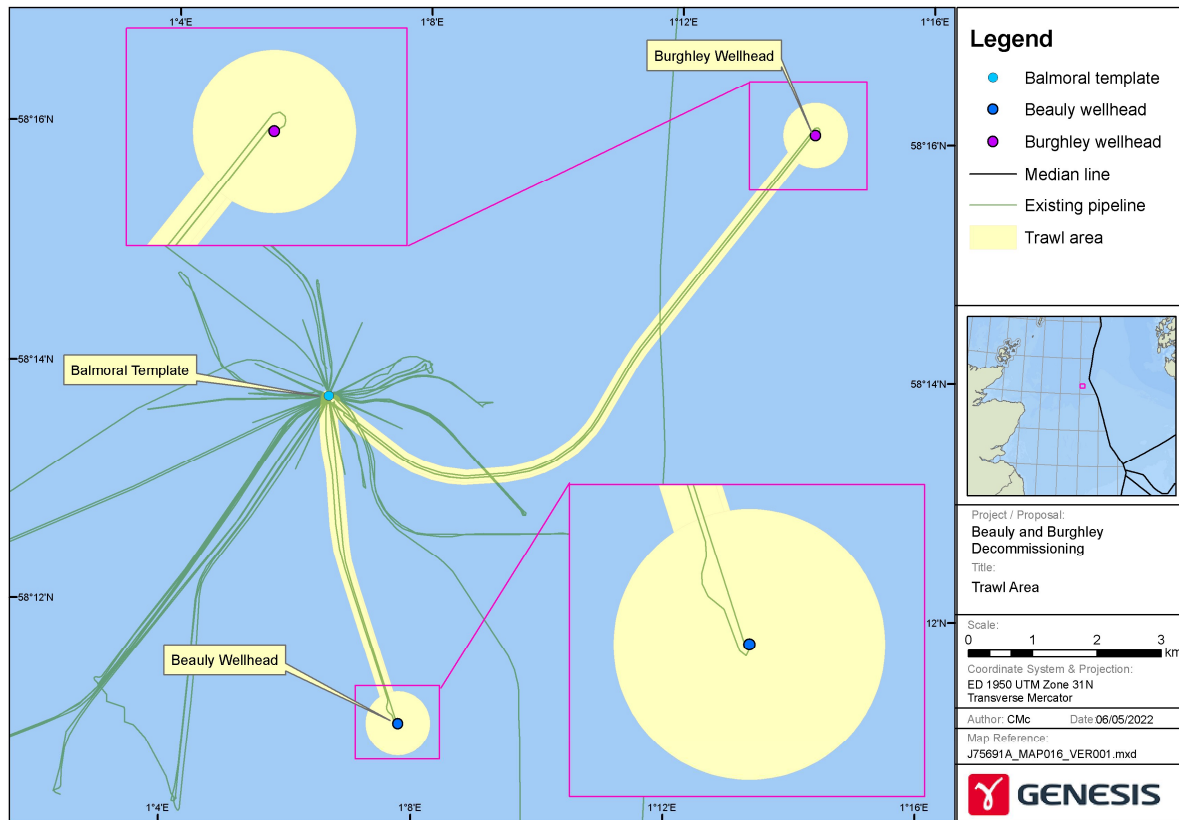 1°4'E
1°8'E
1°12'E
1°16'E
Burghley Wellhead
58°16'N
58°16'N
58°14'N
58°14'N
Balmoral Template
58°12'N
12'N
Beauly Wellhead
1°4'E
1°8'E
1°12'E
1°16'E
Legend
Balmoral template
Beauly wellhead
Burghley wellhead
Median line
Existing pipeline
Trawl area
Project / Proposal:
Beauly and Burghley
Decommissioning
Title:
Trawl Area
Scale:
0 1 2 3
km
Coordinate System & Projection:
ED 1950 UTM Zone 31N
Transverse Mercator
Author: CMc Date:06/05/2022
Map Reference:
J75691A_MAP016_VER001.mxd
GENESIS